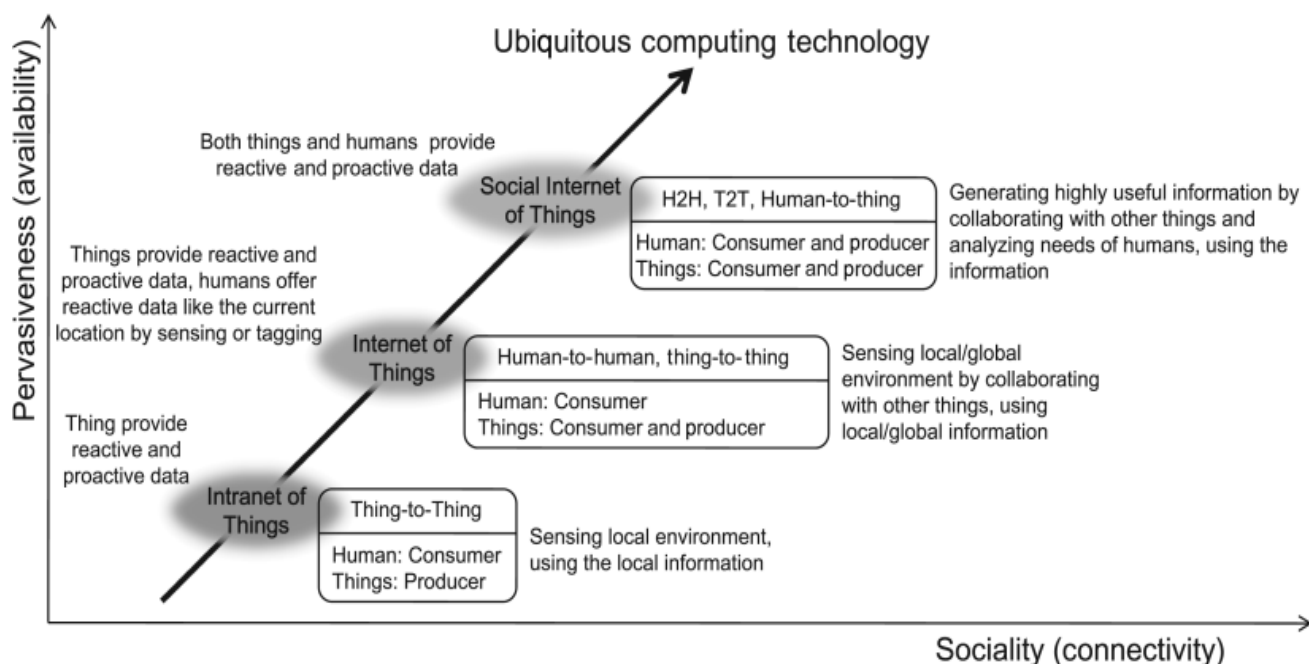 Ubiquitous computing technology
Pervasiveness (availability)
Both things and humans provide
reactive and proactive data
Social Internet
of Things
H2H, T2T, Human-to-thing
Human: Consumer and producer
Things: Consumer and producer
Generating highly useful information by
collaborating with other things and
analyzing needs of humans, using the
information
Things provide reactive and
proactive data, humans offer
reactive data like the current
location by sensing or tagging
Internet of
Things
Human-to-human, thing-to-thing
Human: Consumer
Things: Consumer and producer
Sensing local/global
environment by collaborating
with other things, using
local/global information
Thing provide
reactive and
proactive data
Intranet of
Things
Thing-to-Thing
Human: Consumer
Things: Producer
Sensing local environment,
using the local information
Sociality (connectivity)